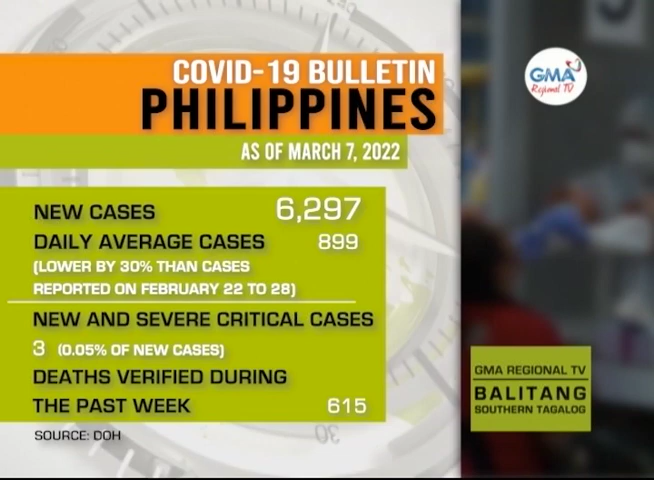 COVID-19 BULLETIN
PHILIPPINES
AS OF MARCH 7, 2022
NEW CASES 6,297
DAILY AVERAGE CASES 899
(LOWER BY 30% THAN CASES
REPORTED ON FEBRUARY 22 TO 28)
NEW AND SEVERE CRITICAL CASES
3 (0.05% OF NEW CASES)
DEATHS VERIFIED DURING
THE PAST WEEK 615
SOURCE: DOH
GMA
Regional TV
GMA REGIONAL TV
BALITANG
SOUTHERN TAGALOG